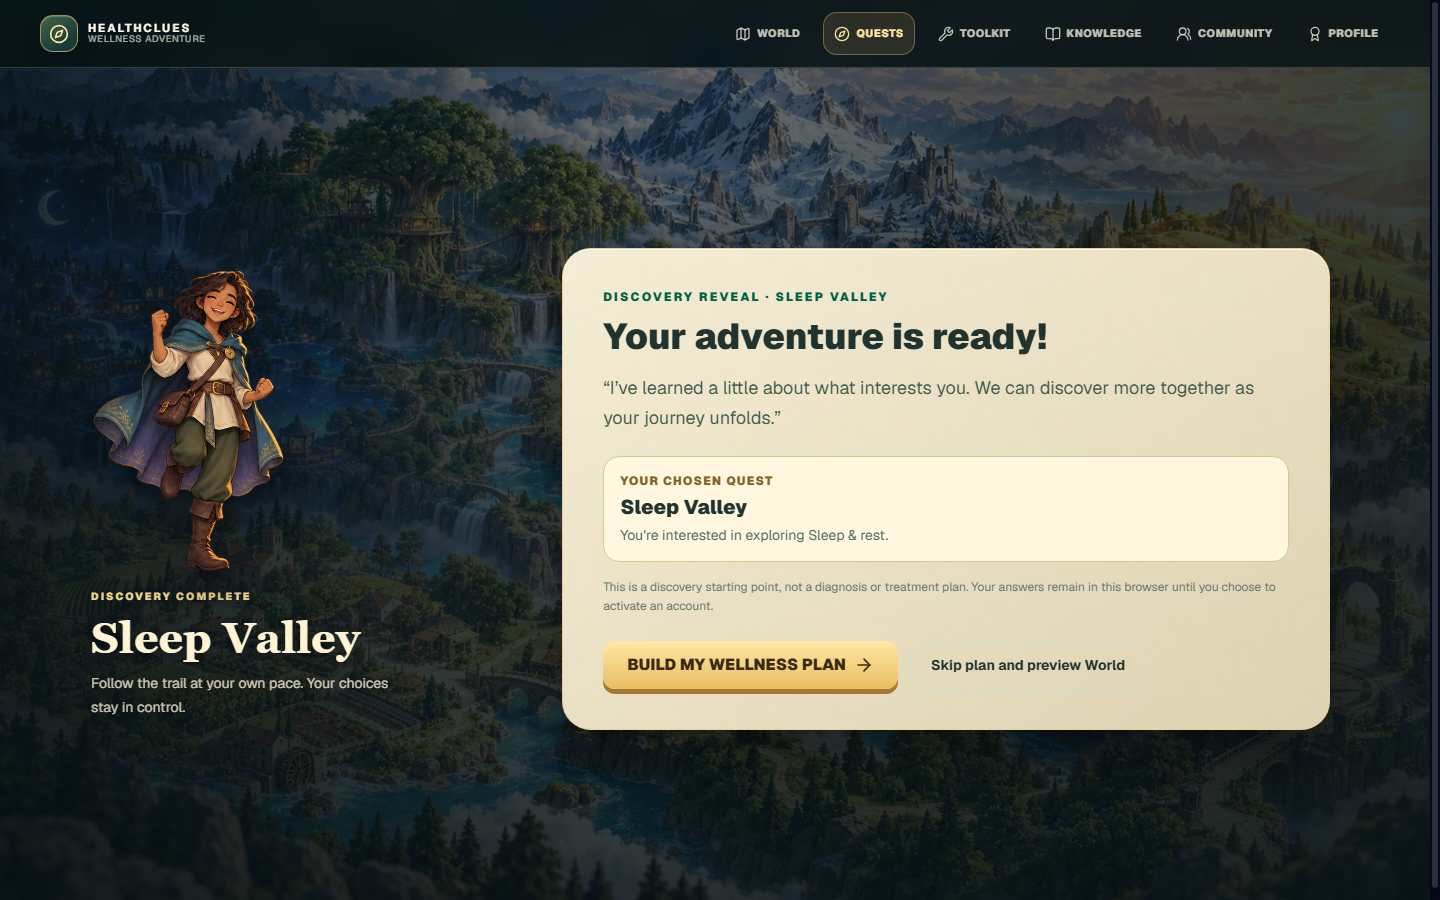 HEALTHCLUES
WELLNESS ADVENTURE
WORLD
QUESTS
TOOLKIT
KNOWLEDGE
COMMUNITY
PROFILE
DISCOVERY COMPLETE
Sleep Valley
Follow the trail at your own pace. Your choices
stay in control.
DISCOVERY REVEAL · SLEEP VALLEY
Your adventure is ready!
“I’ve learned a little about what interests you. We can discover more together as
your journey unfolds.”
YOUR CHOSEN QUEST
Sleep Valley
You’re interested in exploring Sleep & rest.
This is a discovery starting point, not a diagnosis or treatment plan. Your answers remain in this browser until you choose to
activate an account.
BUILD MY WELLNESS PLAN →
Skip plan and preview World